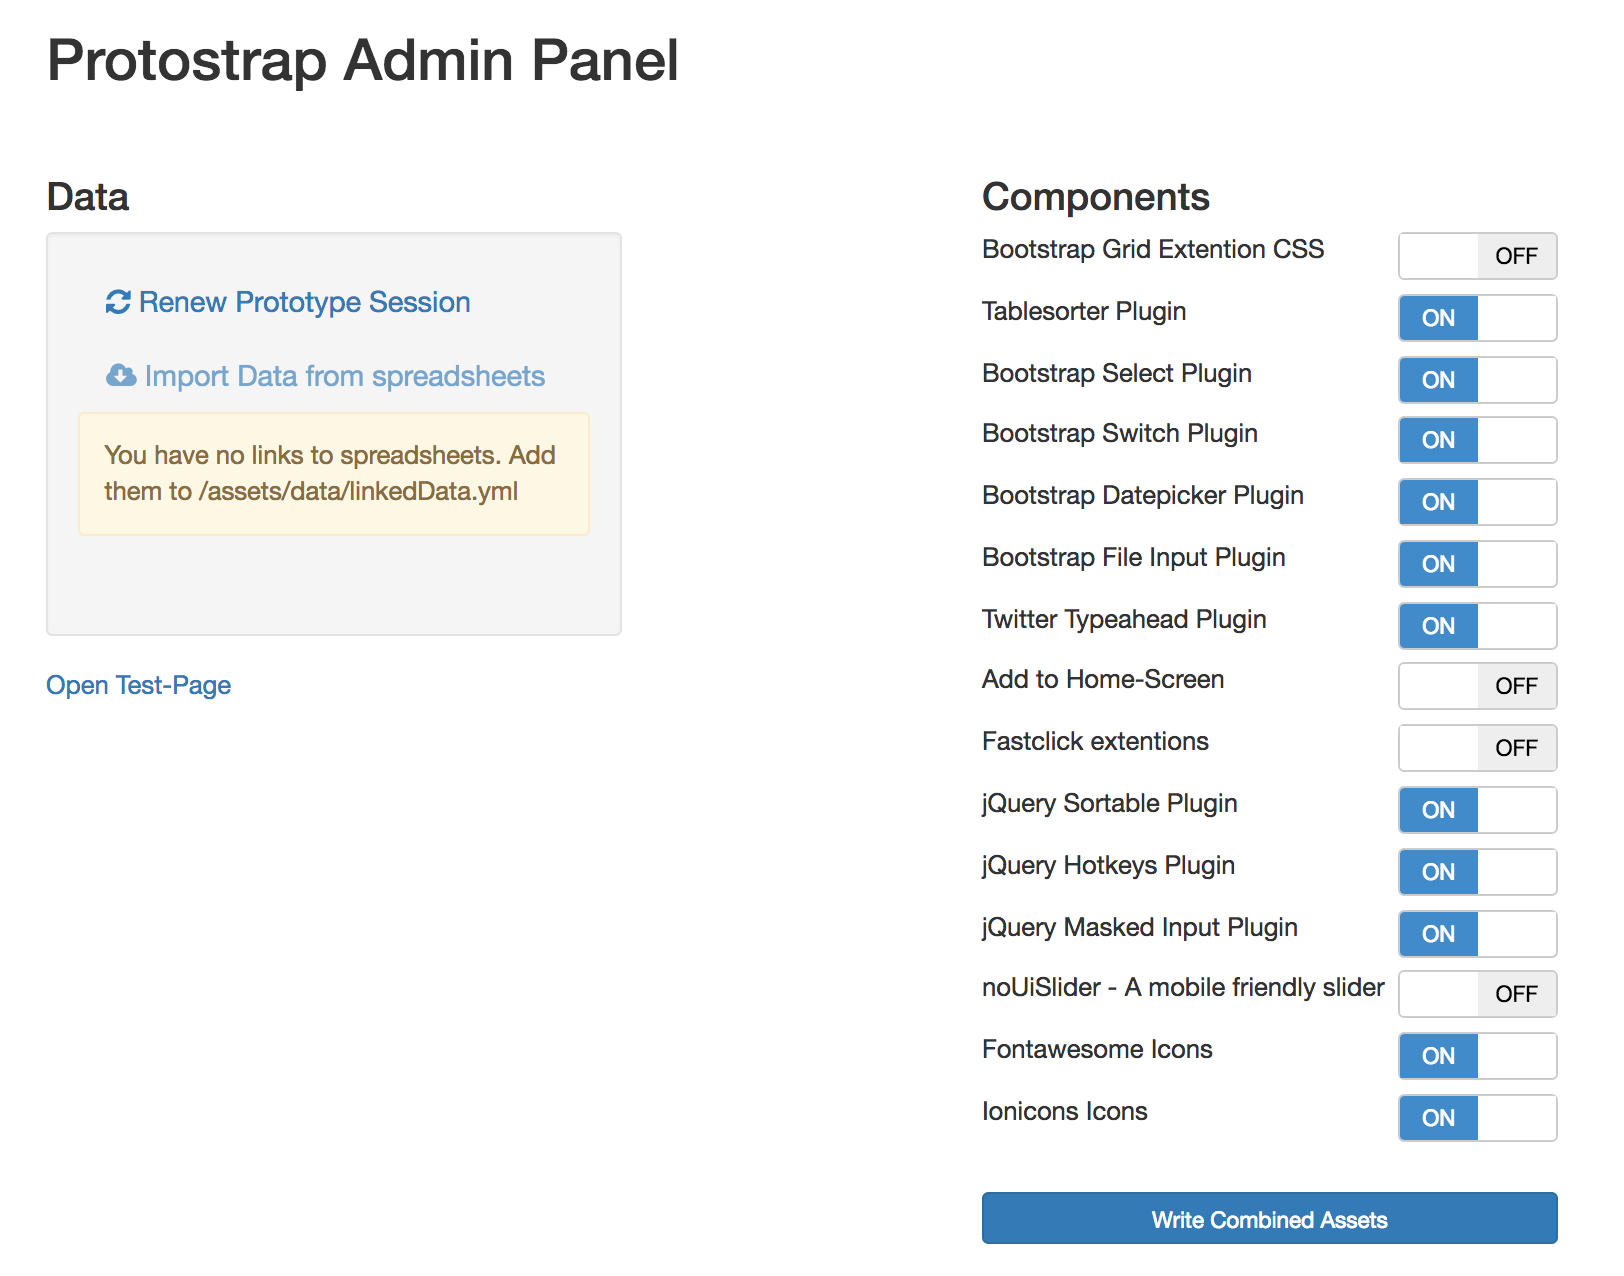 Protostrap Admin Panel
Data
Renew Prototype Session
Import Data from spreadsheets
You have no links to spreadsheets. Add
them to /assets/data/linkedData.yml
Open Test-Page
Components
Bootstrap Grid Extention CSS OFF
Tablesorter Plugin ON
Bootstrap Select Plugin ON
Bootstrap Switch Plugin ON
Bootstrap Datepicker Plugin ON
Bootstrap File Input Plugin ON
Twitter Typeahead Plugin ON
Add to Home-Screen OFF
Fastclick extentions OFF
jQuery Sortable Plugin ON
jQuery Hotkeys Plugin ON
jQuery Masked Input Plugin ON
noUiSlider - A mobile friendly slider OFF
Fontawesome Icons ON
Ionicons Icons ON
Write Combined Assets